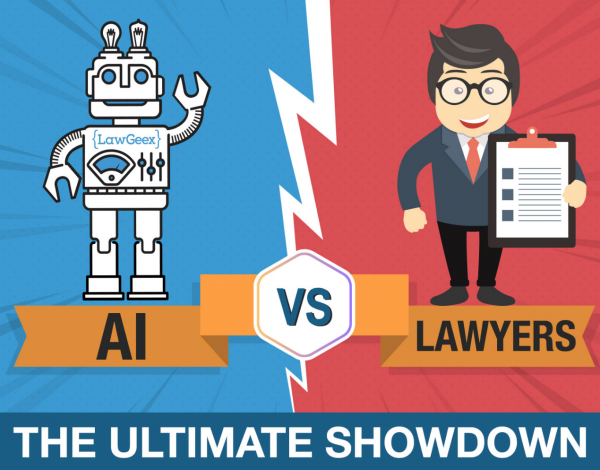 {LawGeex}
AI
VS
LAWYERS
THE ULTIMATE SHOWDOWN